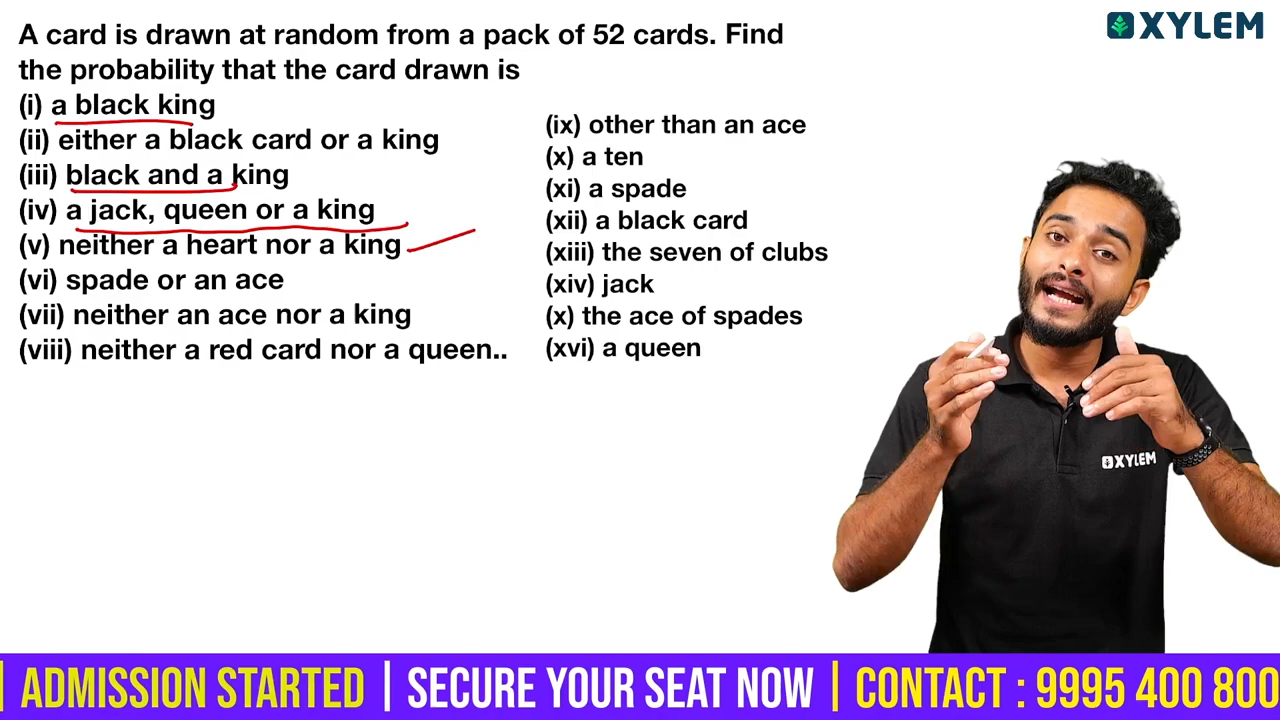 A card is drawn at random from a pack of 52 cards. Find
the probability that the card drawn is
(i) a black king
(ii) either a black card or a king
(iii) black and a king
(iv) a jack, queen or a king
(v) neither a heart nor a king
(vi) spade or an ace
(vii) neither an ace nor a king
(viii) neither a red card nor a queen..
(ix) other than an ace
(x) a ten
(xi) a spade
(xii) a black card
(xiii) the seven of clubs
(xiv) jack
(x) the ace of spades
(xvi) a queen
XYLEM
XYLEM
ADMISSION STARTED | SECURE YOUR SEAT NOW | CONTACT : 9995 400 800